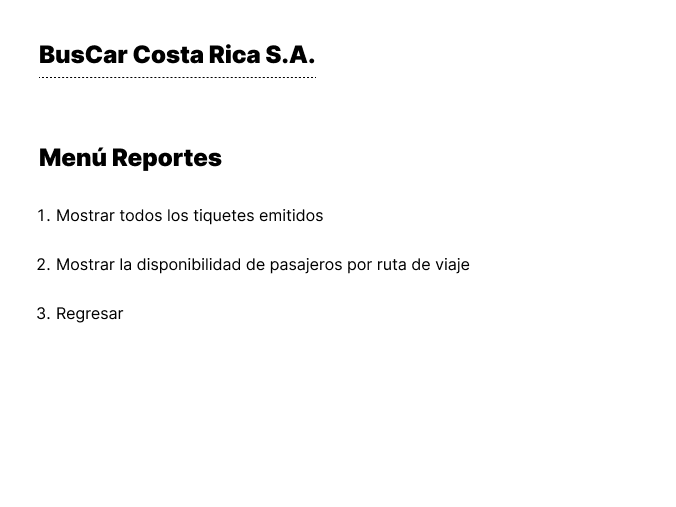 BusCar Costa Rica S.A.
Menú Reportes
1. Mostrar todos los tiquetes emitidos
2. Mostrar la disponibilidad de pasajeros por ruta de viaje
3. Regresar